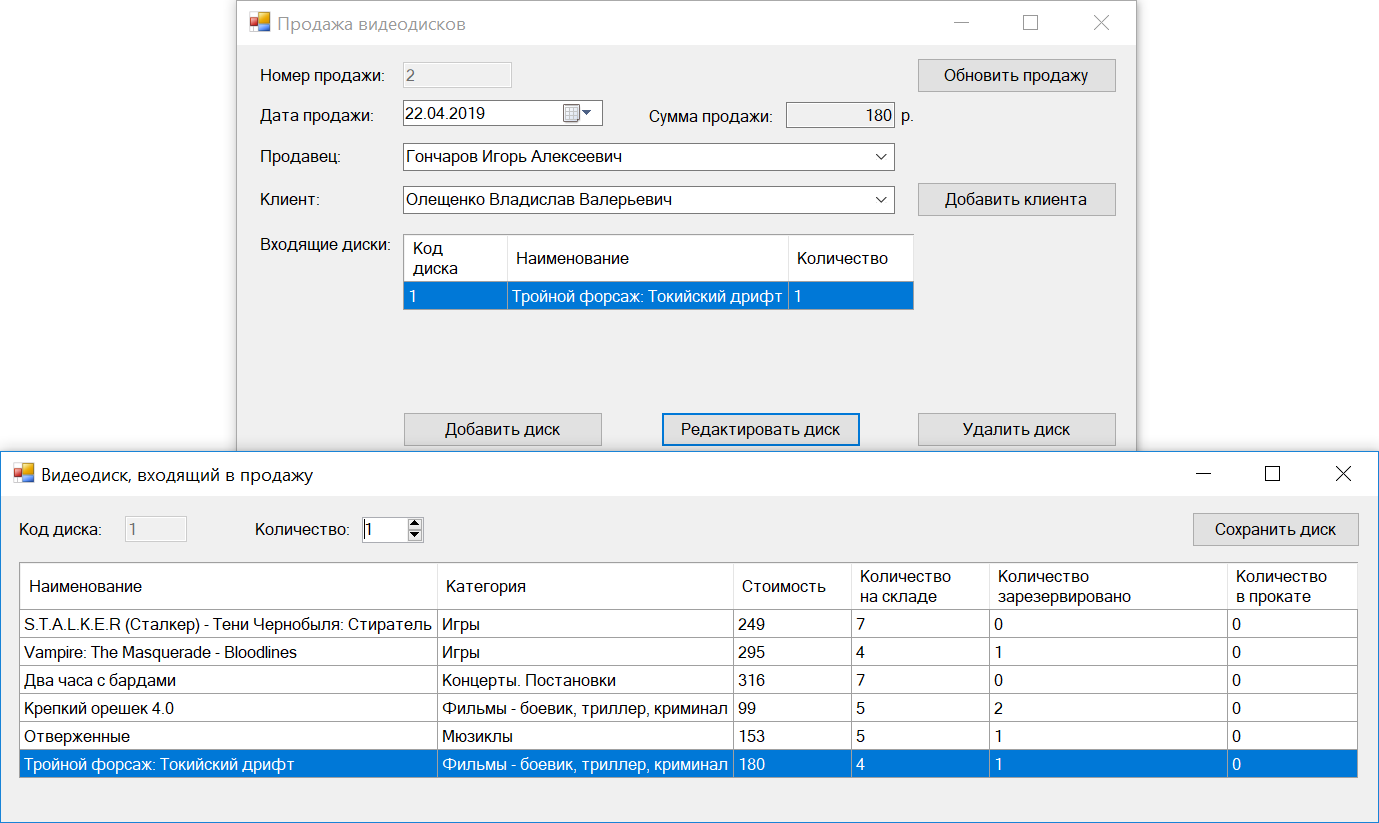 Продажа видеодисков
Номер продажи: 2 Обновить продажу
Дата продажи: 22.04.2019 Сумма продажи: 180 р.
Продавец: Гончаров Игорь Алексеевич
Клиент: Олещенко Владислав Валерьевич Добавить клиента
Входящие диски:
Код диска Наименование Количество
1 Тройной форсаж: Токийский дрифт 1
Добавить диск Редактировать диск Удалить диск
Видеодиск, входящий в продажу
Код диска: 1 Количество: 1 Сохранить диск
Наименование Категория Стоимость Количество на складе Количество зарезервировано Количество в прокате
S.T.A.L.K.E.R (Сталкер) - Тени Чернобыля: Стиратель Игры 249 7 0 0
Vampire: The Masquerade - Bloodlines Игры 295 4 1 0
Два часа с бардами Концерты. Постановки 316 7 0 0
Крепкий орешек 4.0 Фильмы - боевик, триллер, криминал 99 5 2 0
Отверженные Мюзиклы 153 5 1 0
Тройной форсаж: Токийский дрифт Фильмы - боевик, триллер, криминал 180 4 1 0